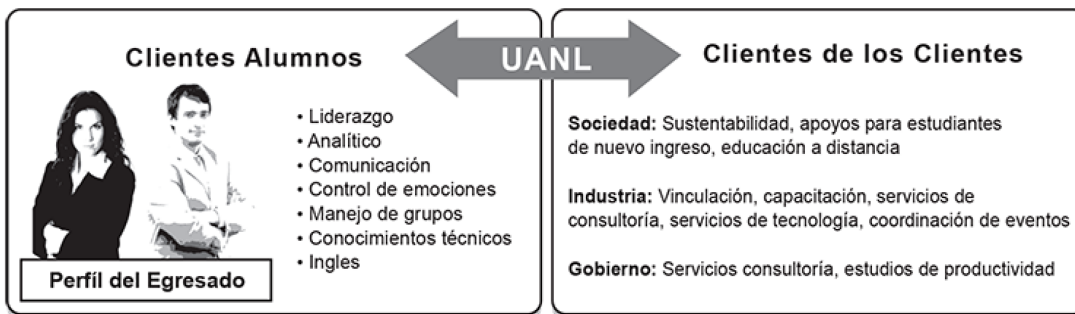 Clientes Alumnos
UANL
Clientes de los Clientes
• Liderazgo
• Analítico
• Comunicación
• Control de emociones
• Manejo de grupos
• Conocimientos técnicos
• Ingles
Perfíl del Egresado
Sociedad: Sustentabilidad, apoyos para estudiantes
de nuevo ingreso, educación a distancia
Industria: Vinculación, capacitación, servicios de
consultoría, servicios de tecnología, coordinación de eventos
Gobierno: Servicios consultoría, estudios de productividad